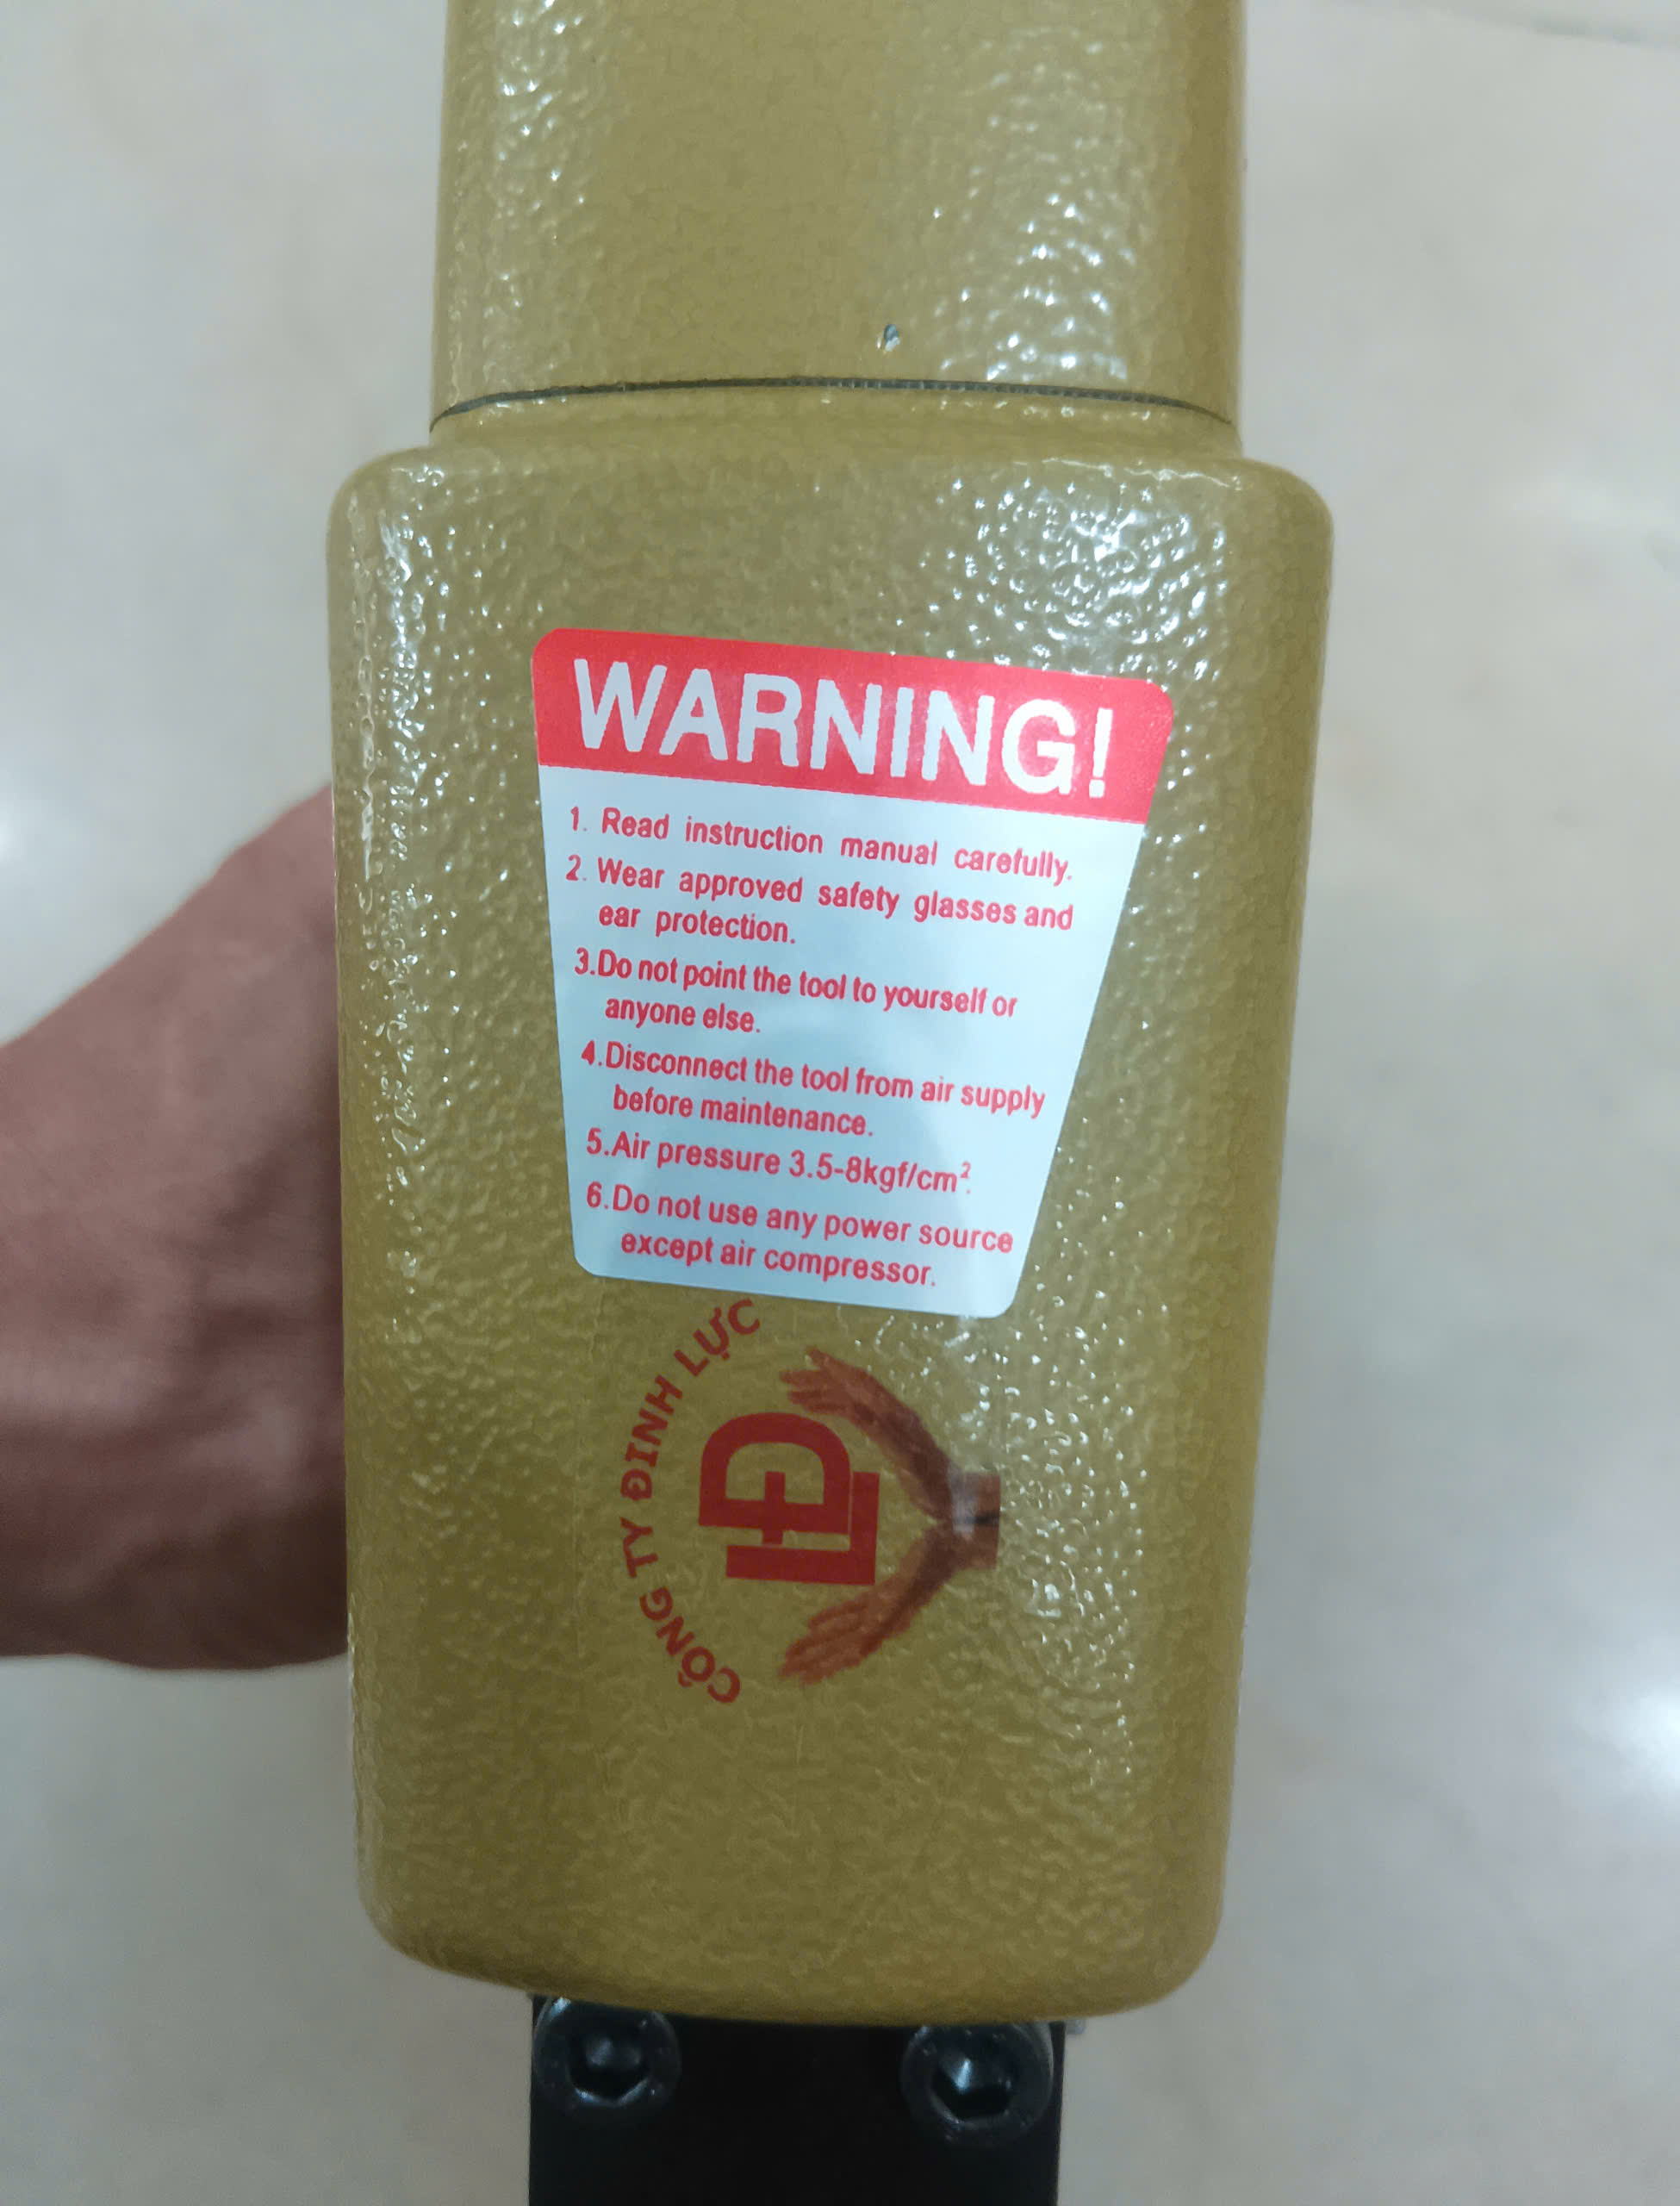 WARNING!
1. Read instruction manual carefully.
2. Wear approved safety glasses and
ear protection.
3.Do not point the tool to yourself or
anyone else.
4.Disconnect the tool from air supply
before maintenance.
5.Air pressure 3.5-8kgf/cm².
6.Do not use any power source
except air compressor.
CÔNG TY ĐINH LỰC
LĐ